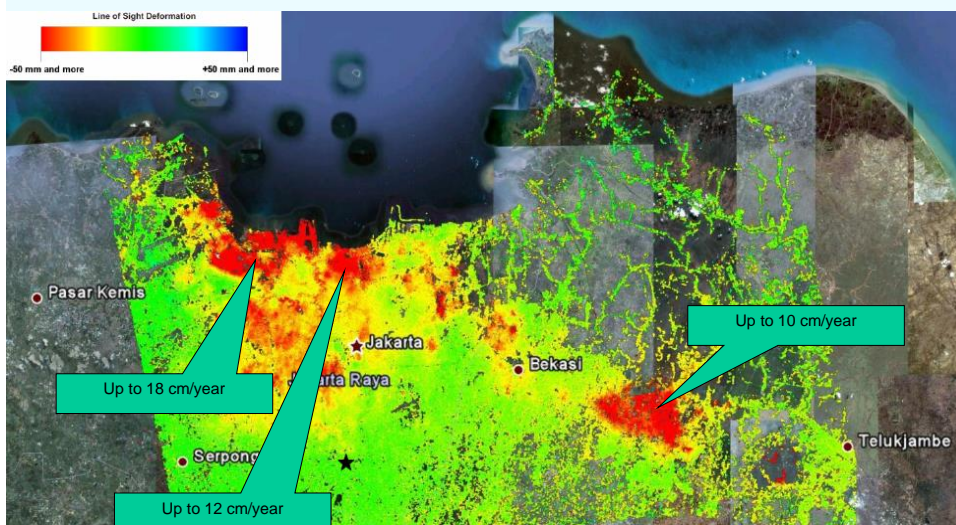 Line of Sight Deformation
-50 mm and more
+50 mm and more
Pasar Kemis
Up to 10 cm/year
Jakarta
Bekasi
Up to 18 cm/year
Raya
Telukjambe
Serpong
Up to 12 cm/year